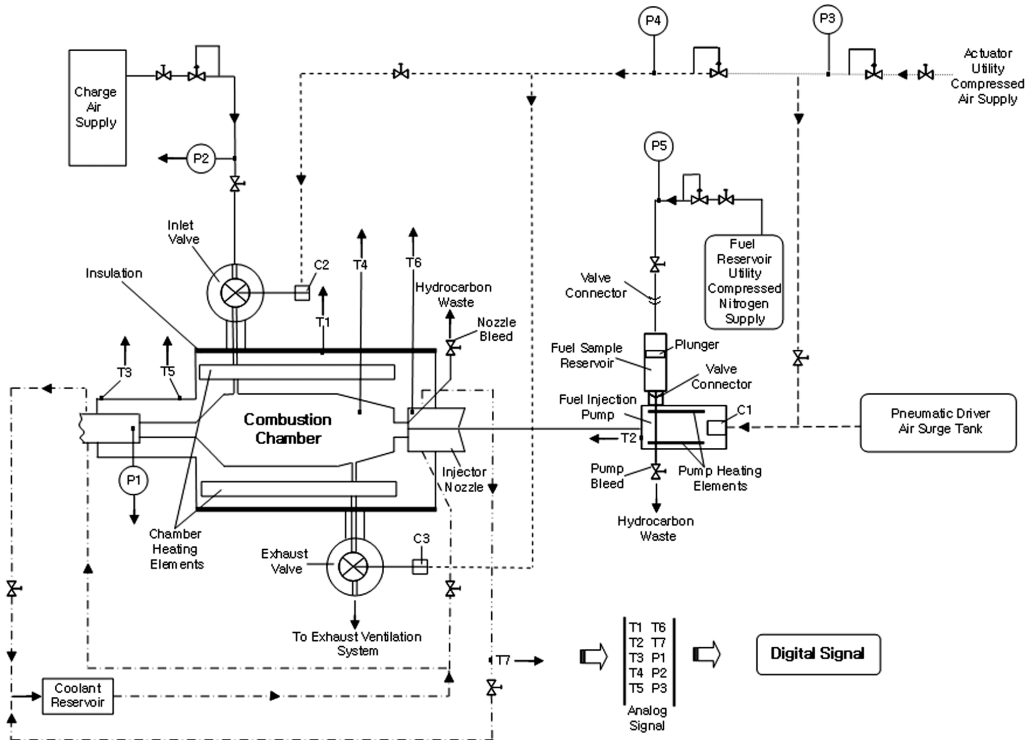 P4
P3
Actuator
Utility
Compressed
Air Supply
Charge
Air
Supply
P2
P5
Inlet
Valve
C2
T4
T6
Hydrocarbon
Waste
Insulation
T1
Nozzle
Bleed
Valve
Connector
Fuel
Reservoir
Utility
Compressed
Nitrogen
Supply
T3
T5
Fuel Sample
Reservoir
Plunger
Valve
Connector
Combustion
Chamber
Fuel Injection
Pump
C1
Pneumatic Driver
Air Surge Tank
T2
P1
Injector
Nozzle
Pump
Bleed
Pump Heating
Elements
Hydrocarbon
Waste
Chamber
Heating
Elements
Exhaust
Valve
C3
To Exhaust Ventilation
System
T7
Coolant
Reservoir
T1 T6
T2 T7
T3 P1
T4 P2
T5 P3
Analog
Signal
Digital Signal